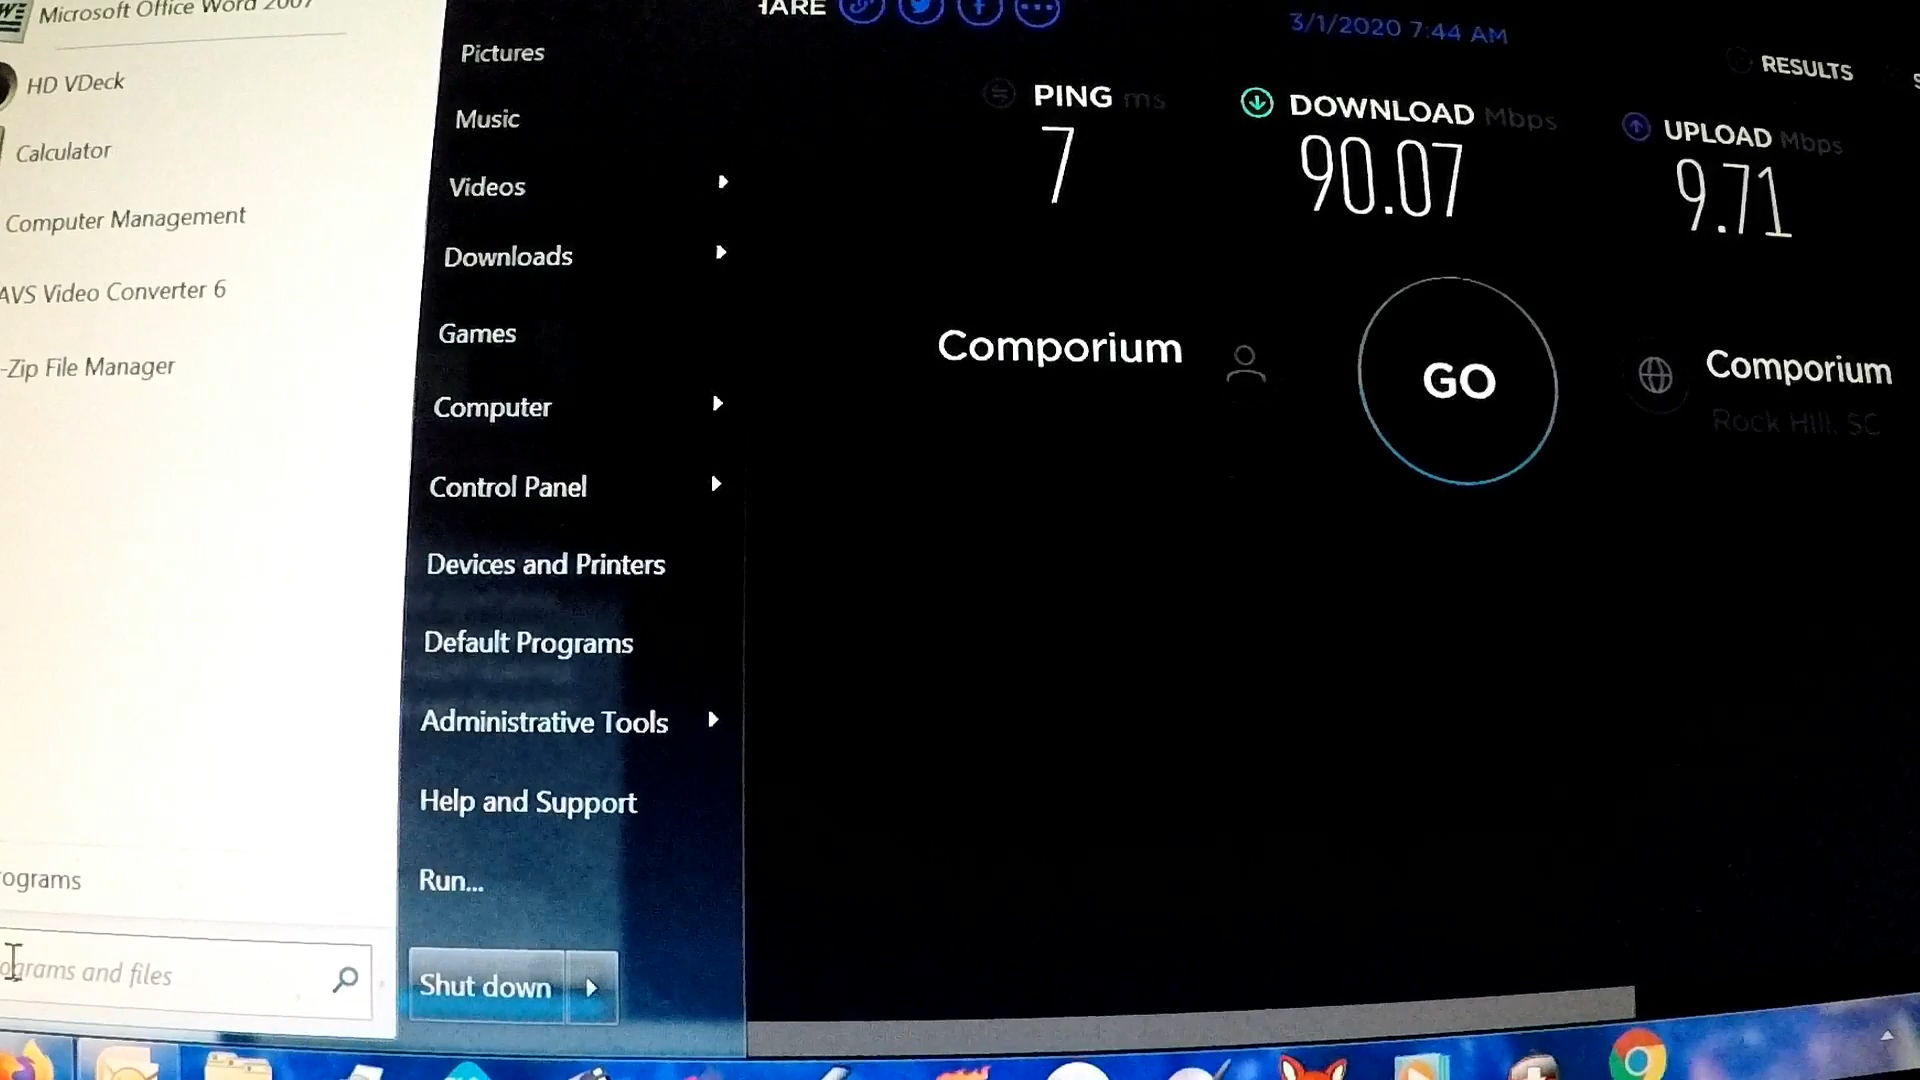 Microsoft Office Word 2007
HD VDeck
Calculator
Computer Management
AVS Video Converter 6
-Zip File Manager
ograms
ograms and files
Pictures
Music
Videos
Downloads
Games
Computer
Control Panel
Devices and Printers
Default Programs
Administrative Tools
Help and Support
Run...
Shut down
HARE
3/1/2020 7:44 AM
RESULTS
PING ms
7
DOWNLOAD Mbps
90.07
UPLOAD Mbps
9.71
Comporium
GO
Comporium
Rock Hill, SC